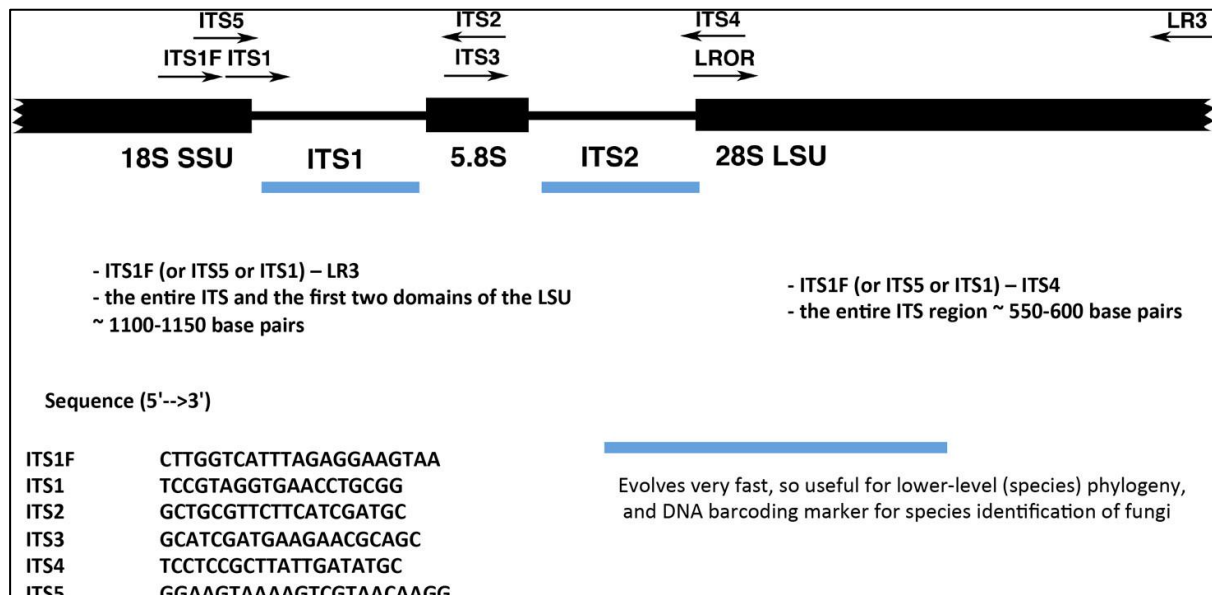 ITS5 ITS2 ITS4 LR3
ITS1F ITS1 ITS3 LROR
18S SSU ITS1 5.8S ITS2 28S LSU
- ITS1F (or ITS5 or ITS1) – LR3
- the entire ITS and the first two domains of the LSU
~ 1100-1150 base pairs
- ITS1F (or ITS5 or ITS1) – ITS4
- the entire ITS region ~ 550-600 base pairs
Sequence (5'-->3')
ITS1F CTTGGTCATTTAGAGGAAGTAA
ITS1 TCCGTAGGTGAACCTGCGG
ITS2 GCTGCGTTCTTCATCGATGC
ITS3 GCATCGATGAAGAACGCAGC
ITS4 TCCTCCGCTTATTGATATGC
ITS5 GGAAGTAAAAGTCGTAACAAGG
Evolves very fast, so useful for lower-level (species) phylogeny,
and DNA barcoding marker for species identification of fungi